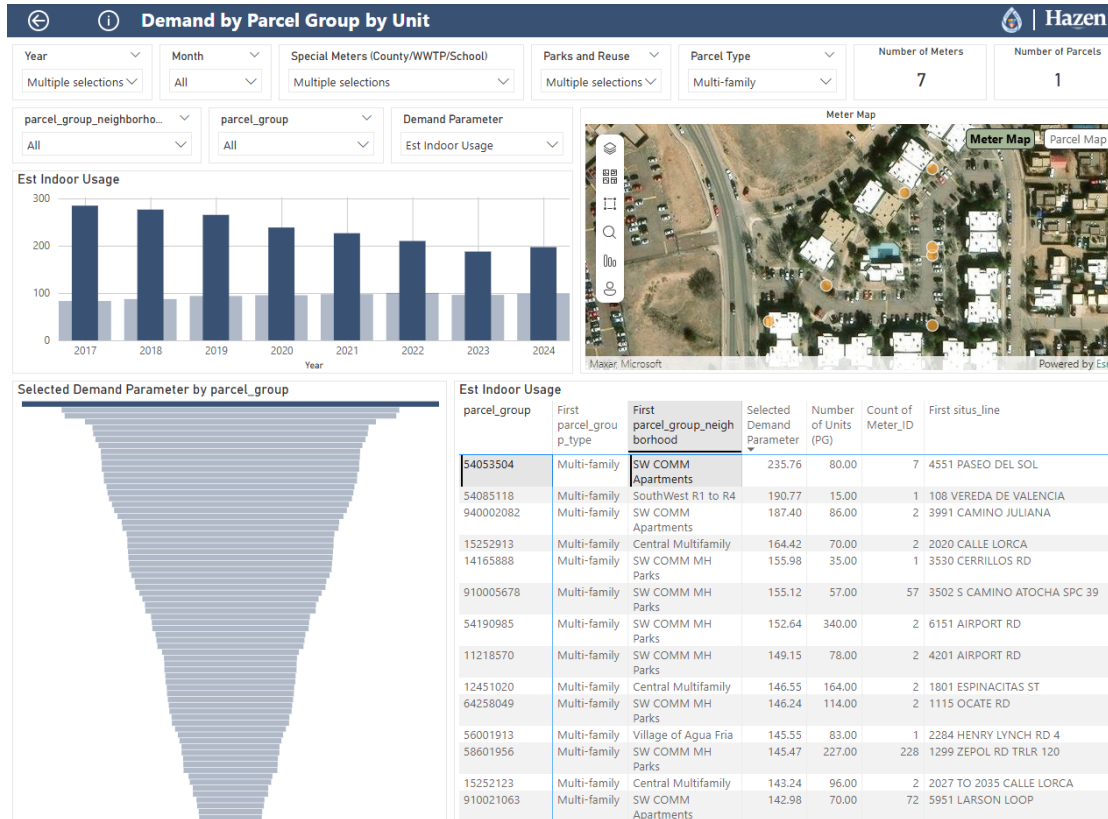 Demand by Parcel Group by Unit
| Hazen
Year
Multiple selections
Month
All
Special Meters (County/WWTP/School)
Multiple selections
Parks and Reuse
Multiple selections
Parcel Type
Multi-family
Number of Meters
7
Number of Parcels
1
parcel_group_neighborho...
All
parcel_group
All
Demand Parameter
Est Indoor Usage
Meter Map
Meter Map
Parcel Map
Maxar, Microsoft
Powered by Es
Est Indoor Usage
300
200
100
0
2017 2018 2019 2020 2021 2022 2023 2024
Year
Selected Demand Parameter by parcel_group
Est Indoor Usage
parcel_group
First
parcel_grou
p_type
First
parcel_group_neigh
borhood
Selected
Demand
Parameter
Number
of Units
(PG)
Count of
Meter_ID
First situs_line
54053504 Multi-family SW COMM 235.76 80.00 7 4551 PASEO DEL SOL
Apartments
54085118 Multi-family SouthWest R1 to R4 190.77 15.00 1 108 VEREDA DE VALENCIA
940002082 Multi-family SW COMM 187.40 86.00 2 3991 CAMINO JULIANA
Apartments
15252913 Multi-family Central Multifamily 164.42 70.00 2 2020 CALLE LORCA
14165888 Multi-family SW COMM MH 155.98 35.00 1 3530 CERRILLOS RD
Parks
910005678 Multi-family SW COMM MH 155.12 57.00 57 3502 S CAMINO ATOCHA SPC 39
Parks
54190985 Multi-family SW COMM MH 152.64 340.00 2 6151 AIRPORT RD
Parks
11218570 Multi-family SW COMM MH 149.15 78.00 2 4201 AIRPORT RD
Parks
12451020 Multi-family Central Multifamily 146.55 164.00 2 1801 ESPINACITAS ST
64258049 Multi-family SW COMM MH 146.24 114.00 2 1115 OCATE RD
Parks
56001913 Multi-family Village of Agua Fria 145.55 83.00 1 2284 HENRY LYNCH RD 4
58601956 Multi-family SW COMM MH 145.47 227.00 228 1299 ZEPOL RD TRLR 120
Parks
15252123 Multi-family Central Multifamily 143.24 96.00 2 2027 TO 2035 CALLE LORCA
910021063 Multi-family SW COMM 142.98 70.00 72 5951 LARSON LOOP
Apartments